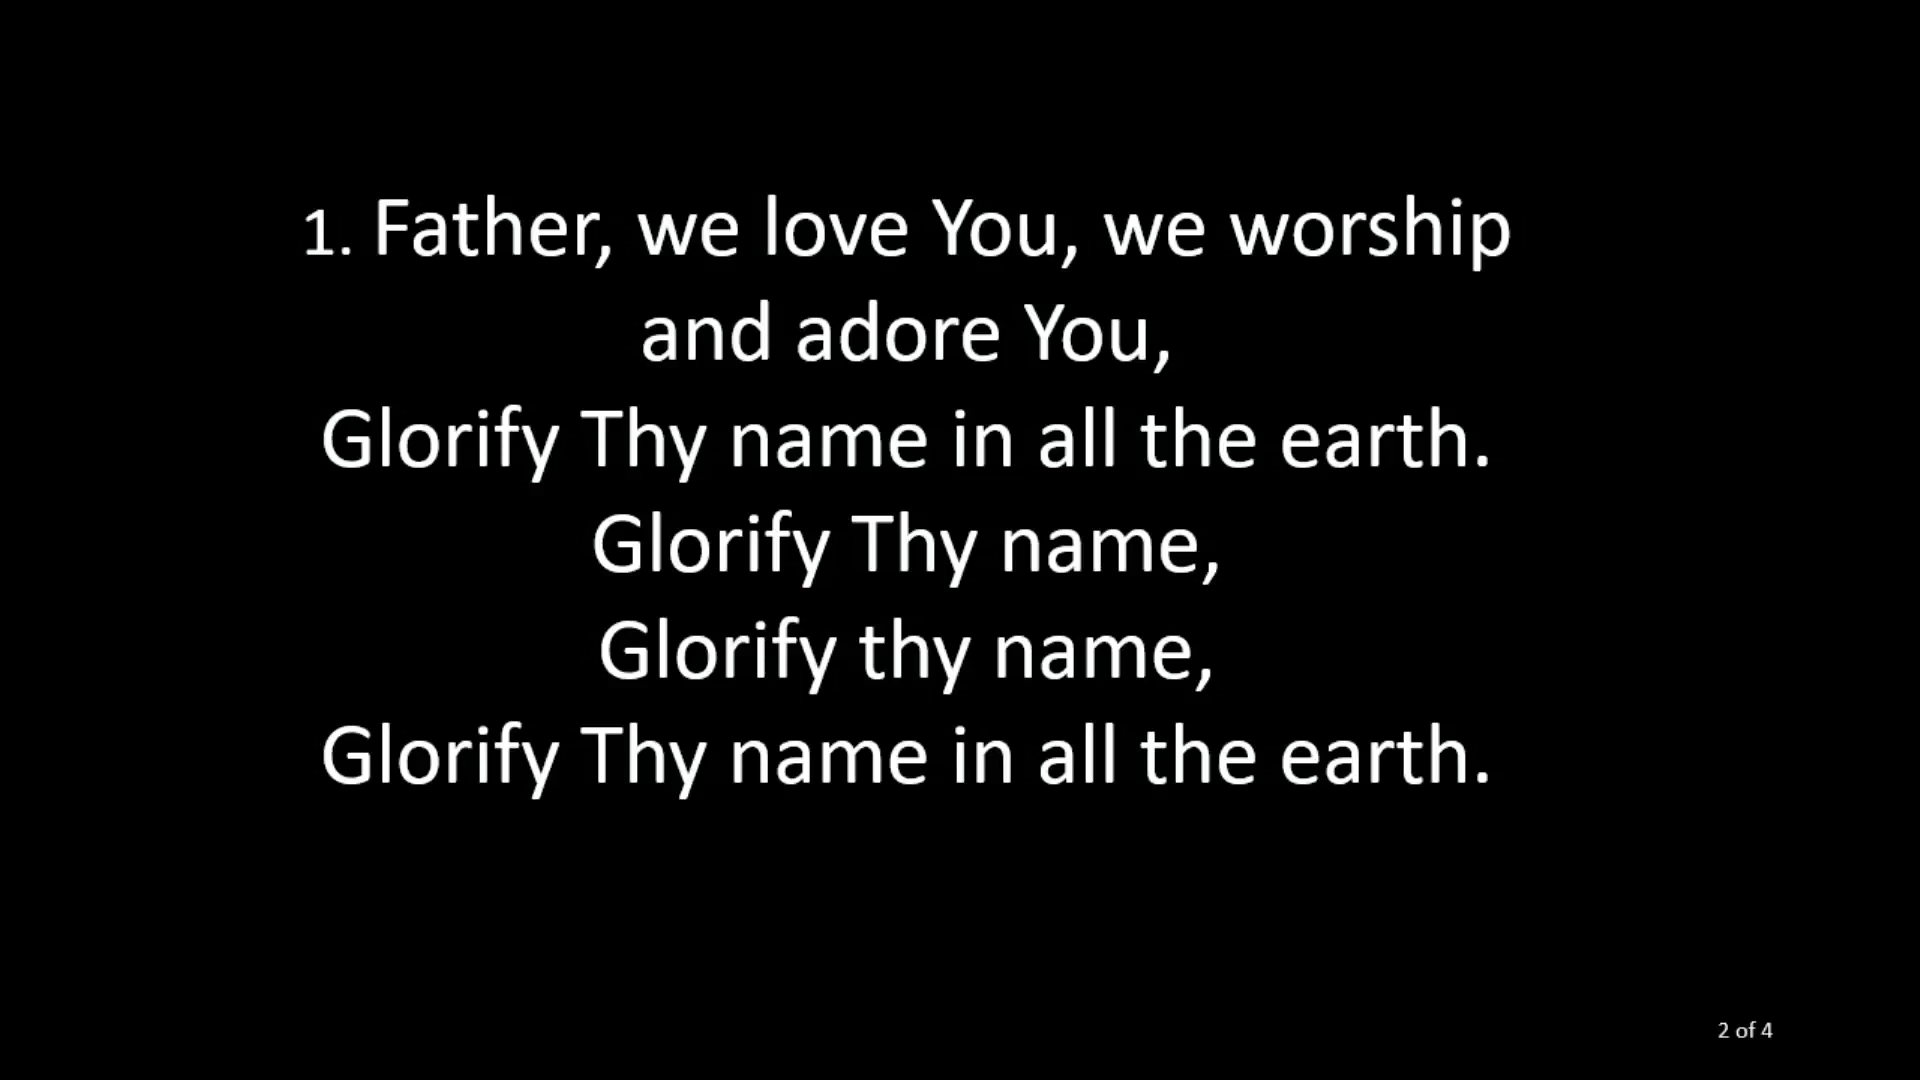 1. Father, we love You, we worship
and adore You,
Glorify Thy name in all the earth.
Glorify Thy name,
Glorify thy name,
Glorify Thy name in all the earth.
2 of 4